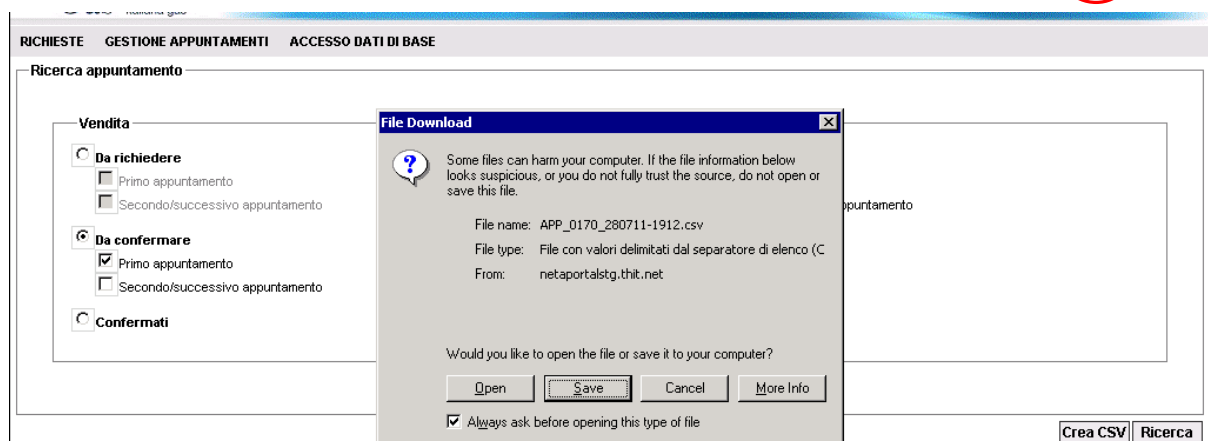 RICHIESTE GESTIONE APPUNTAMENTI ACCESSO DATI DI BASE
Ricerca appuntamento
Vendita
Da richiedere
Primo appuntamento
Secondo/successivo appuntamento
Da confermare
Primo appuntamento
Secondo/successivo appuntamento
Confermati
File Download
Some files can harm your computer. If the file information below
looks suspicious, or you do not fully trust the source, do not open or
save this file.
File name: APP_0170_280711-1912.csv
File type: File con valori delimitati dal separatore di elenco (C
From: netaportalstg.thit.net
Would you like to open the file or save it to your computer?
Open Save Cancel More Info
Always ask before opening this type of file
ppuntamento
Crea CSV Ricerca